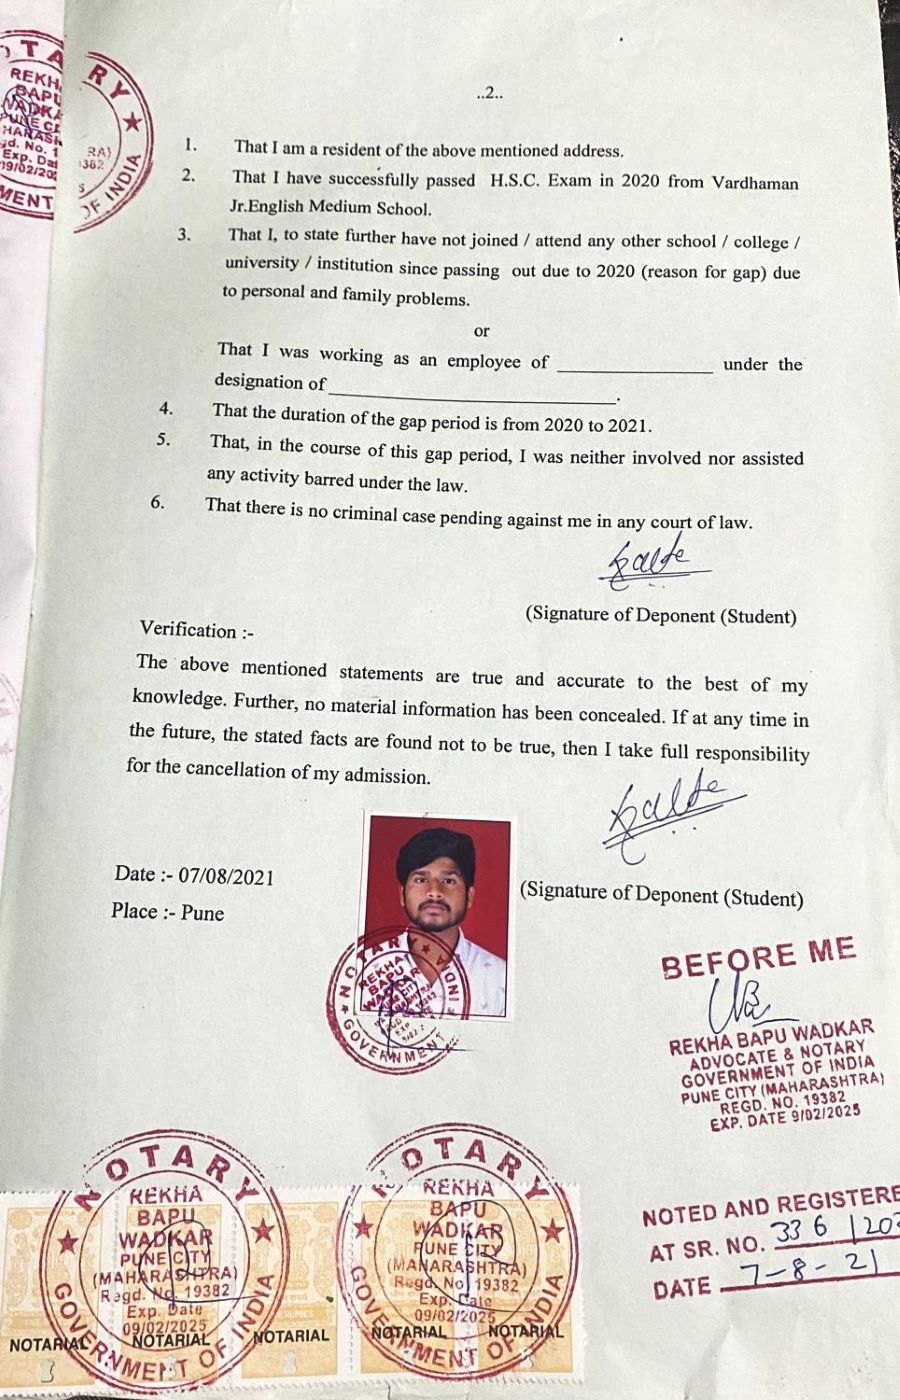 ..2..
1. That I am a resident of the above mentioned address.
2. That I have successfully passed H.S.C. Exam in 2020 from Vardhaman
Jr.English Medium School.
3. That I, to state further have not joined / attend any other school / college /
university / institution since passing out due to 2020 (reason for gap) due
to personal and family problems.
or
That I was working as an employee of ________________ under the
designation of ______________________________.
4. That the duration of the gap period is from 2020 to 2021.
5. That, in the course of this gap period, I was neither involved nor assisted
any activity barred under the law.
6. That there is no criminal case pending against me in any court of law.
(Signature of Deponent (Student)
Verification :-
The above mentioned statements are true and accurate to the best of my
knowledge. Further, no material information has been concealed. If at any time in
the future, the stated facts are found not to be true, then I take full responsibility
for the cancellation of my admission.
Date :- 07/08/2021
Place :- Pune
(Signature of Deponent (Student)
NOTARY
REKHA
BAPU
WADKAR
GOVERNMENT
BEFORE ME
REKHA BAPU WADKAR
ADVOCATE & NOTARY
GOVERNMENT OF INDIA
PUNE CITY (MAHARASHTRA)
REGD. NO. 19382
EXP. DATE 9/02/2025
NOTED AND REGISTERE
AT SR. NO. 336 / 202
DATE 7-8-21
NOTARY
REKHA
BAPU
WADKAR
PUNE CITY
(MAHARASHTRA)
Regd. No. 19382
Exp. Date
09/02/2025
GOVERNMENT OF INDIA
NOTARY
REKHA
BAPU
WADKAR
PUNE CITY
(MAHARASHTRA)
Regd. No. 19382
Exp. Date
09/02/2025
GOVERNMENT OF INDIA
NOTARIAL NOTARIAL NOTARIAL NOTARIAL NOTARIAL